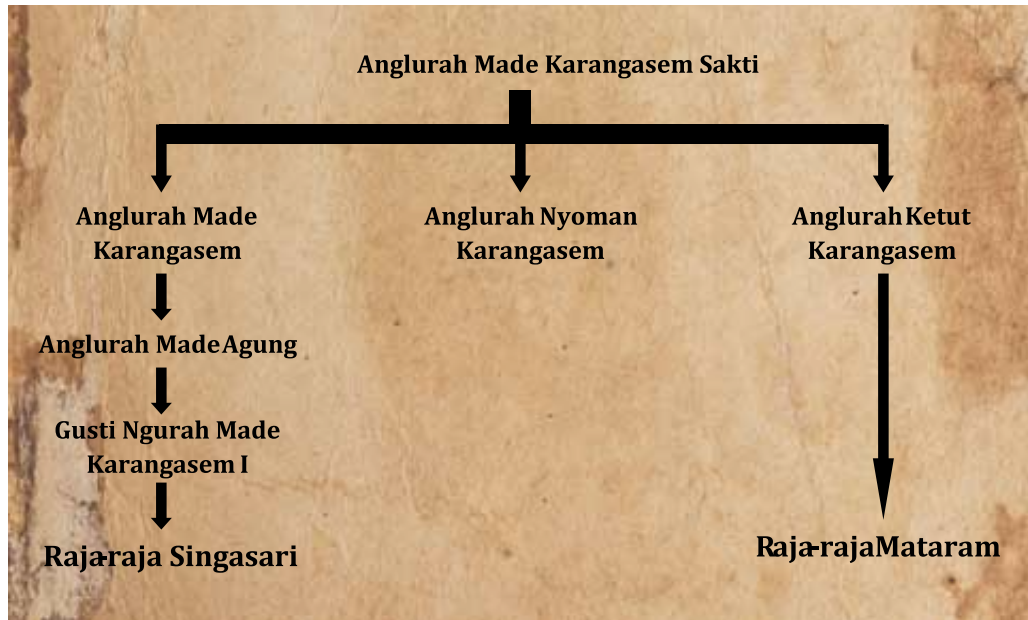 Anglurah Made Karangasem Sakti
Anglurah Made
Karangasem
Anglurah Nyoman
Karangasem
Anglurah Ketut
Karangasem
Anglurah Made Agung
Gusti Ngurah Made
Karangasem I
Raja-raja Singasari
Raja-raja Mataram